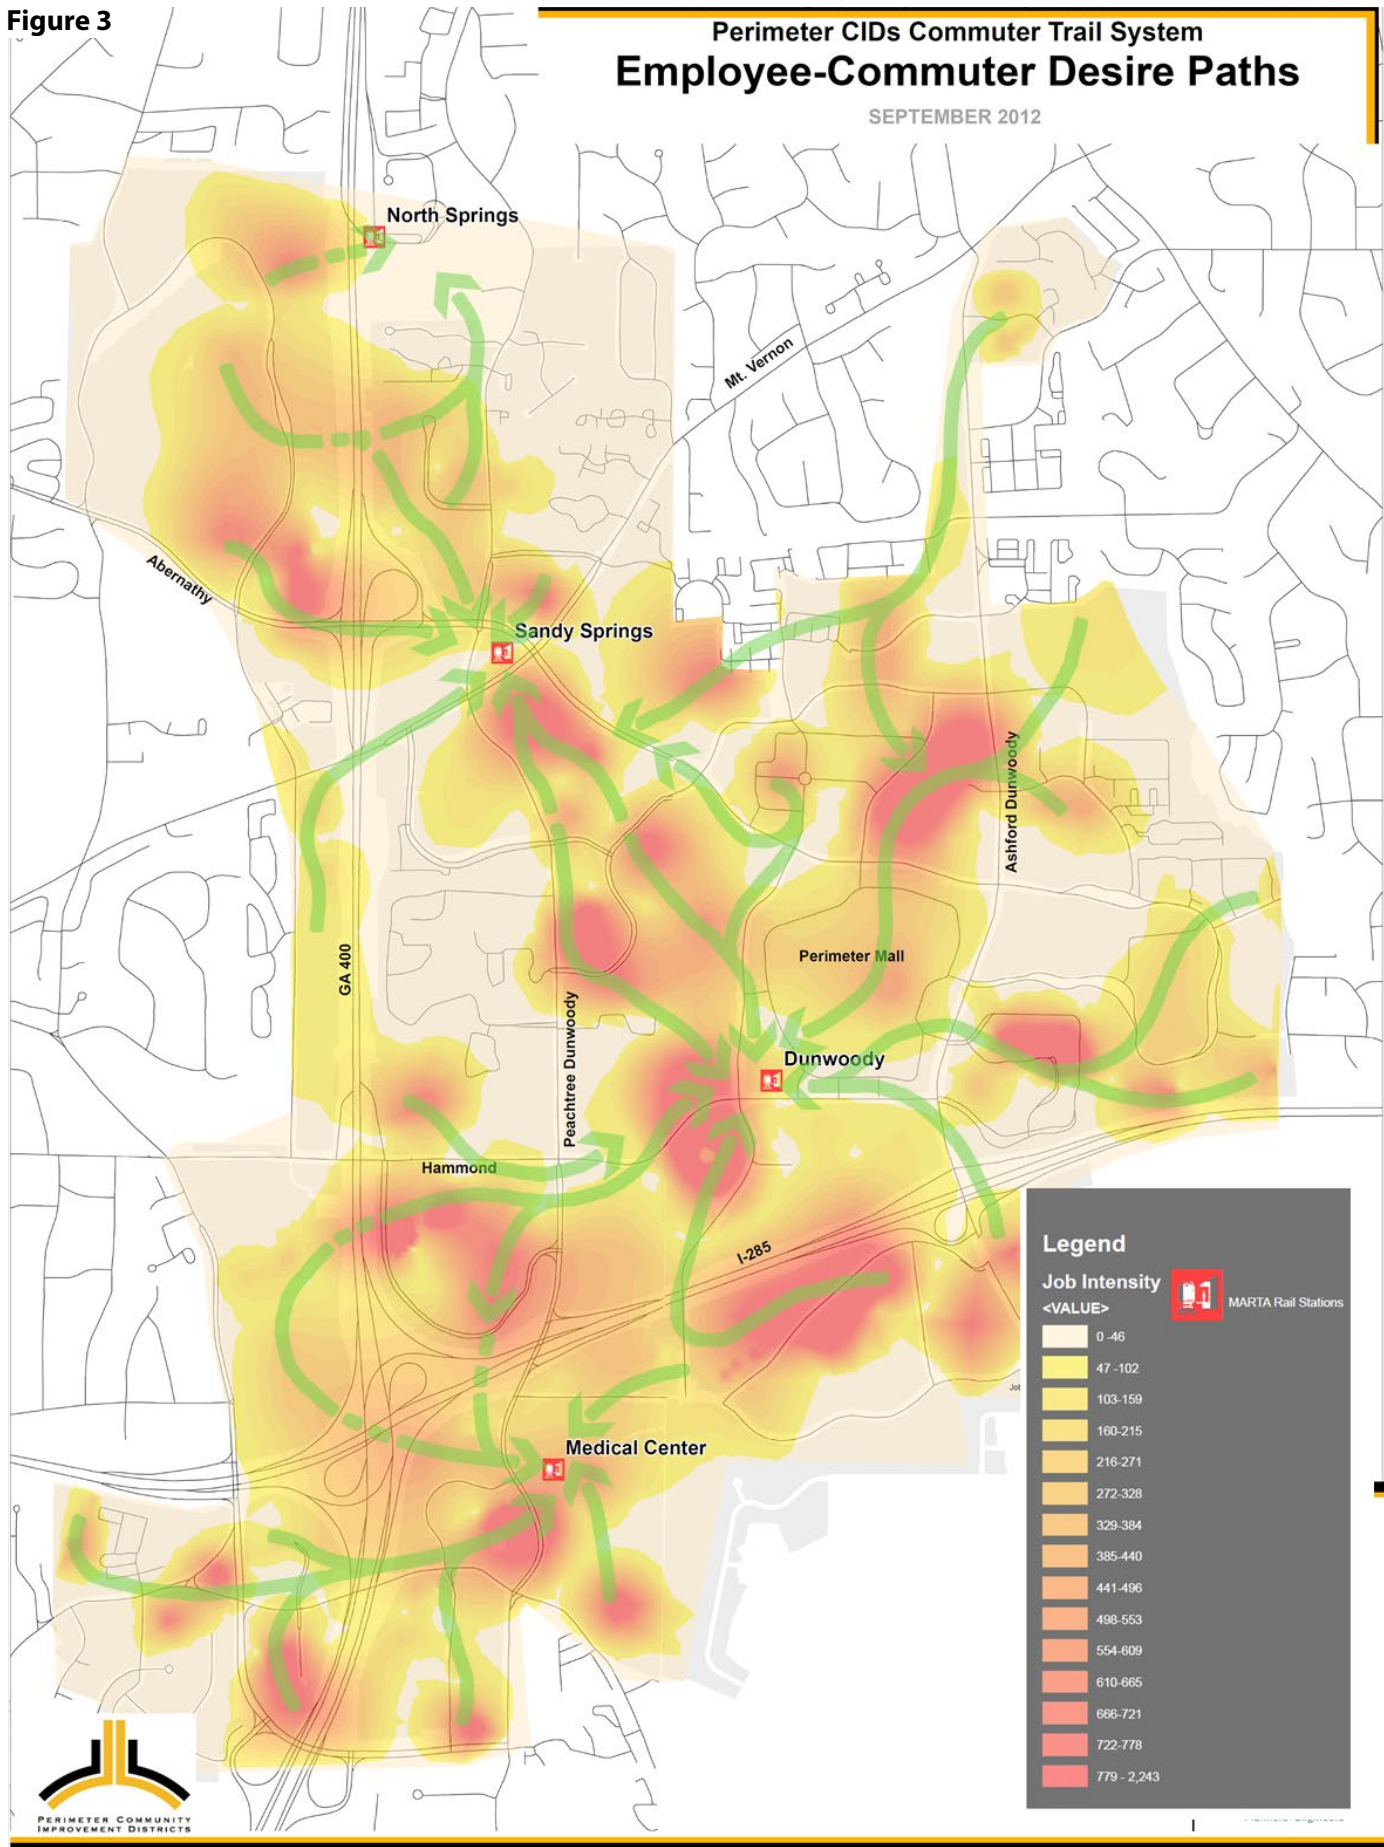 Figure 3
Perimeter CIDs Commuter Trail System
Employee-Commuter Desire Paths
SEPTEMBER 2012
North Springs
Mt. Vernon
Abernathy
Sandy Springs
Ashford Dunwoody
GA 400
Perimeter Mall
Peachtree Dunwoody
Dunwoody
Hammond
I-285
Medical Center
Legend
Job Intensity
<VALUE>
MARTA Rail Stations
0 -46
47 -102
103-159
160-215
216-271
272-328
329-384
385-440
441-496
498-553
554-609
610-665
666-721
722-778
779 - 2,243
PERIMETER COMMUNITY
IMPROVEMENT DISTRICTS